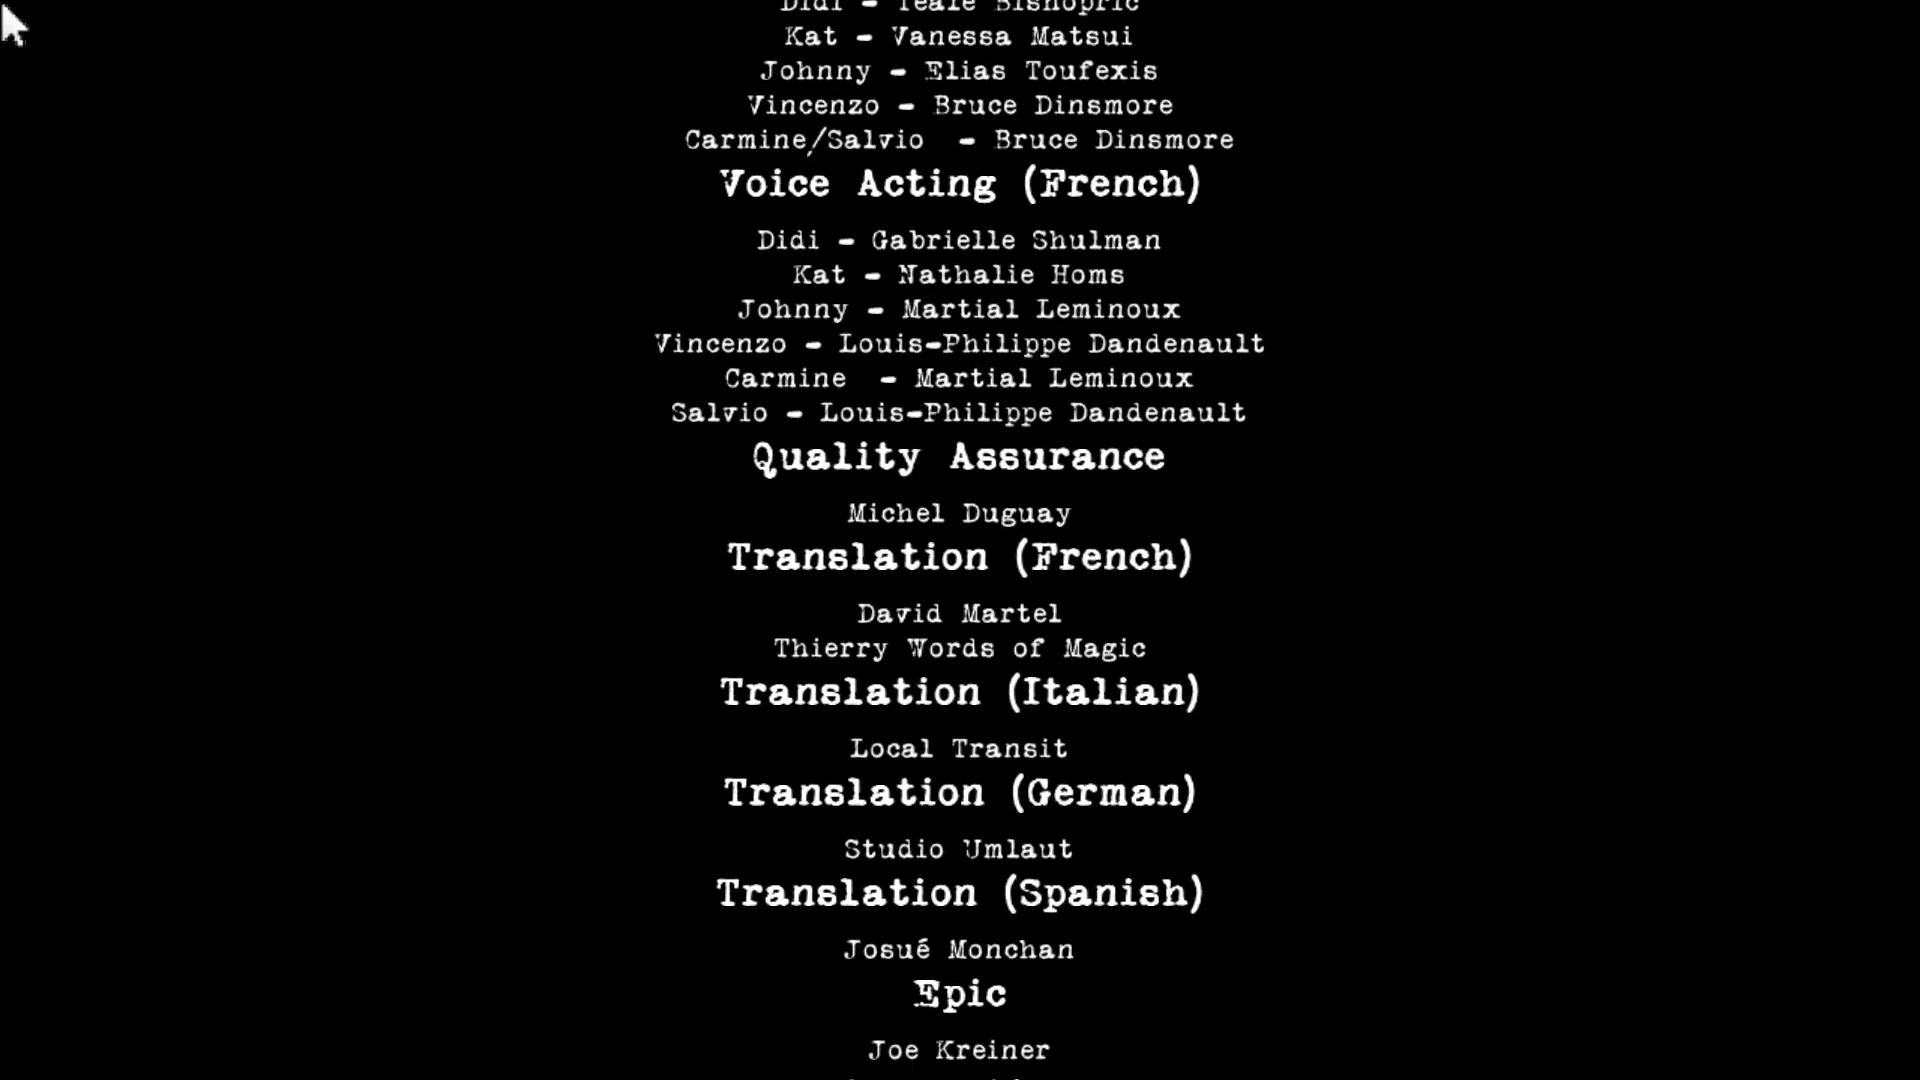 Didi - Teale Bishopric
Kat - Vanessa Matsui
Johnny - Elias Toufexis
Vincenzo - Bruce Dinsmore
Carmine/Salvio - Bruce Dinsmore
Voice Acting (French)
Didi - Gabrielle Shulman
Kat - Nathalie Homs
Johnny - Martial Leminoux
Vincenzo - Louis-Philippe Dandenault
Carmine - Martial Leminoux
Salvio - Louis-Philippe Dandenault
Quality Assurance
Michel Duguay
Translation (French)
David Martel
Thierry Words of Magic
Translation (Italian)
Local Transit
Translation (German)
Studio Umlaut
Translation (Spanish)
Josué Monchan
Epic
Joe Kreiner